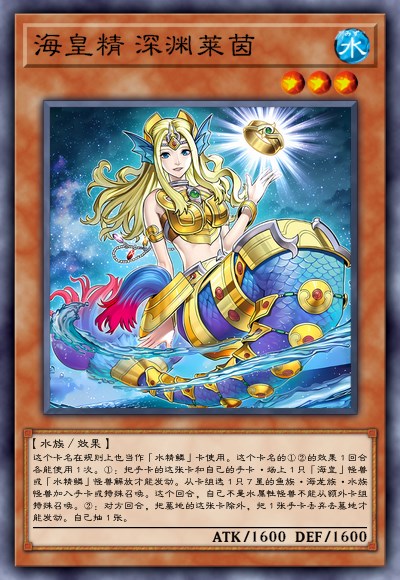 海皇精 深渊莱茵
水
【水族／效果】
这个卡名在规则上也当作「水精鳞」卡使用。这个卡名的①②的效果1回合
各能使用1次。①：把手卡的这张卡和自己的手卡·场上1只「海皇」怪兽
或「水精鳞」怪兽解放才能发动。从卡组选1只7星的鱼族·海龙族·水族
怪兽加入手卡或特殊召唤。这个回合，自己不是水属性怪兽不能从额外卡组
特殊召唤。②：对方回合，把墓地的这张卡除外，把1张手卡去弃去墓地才
能发动。自己抽1张。
ATK/1600 DEF/1600